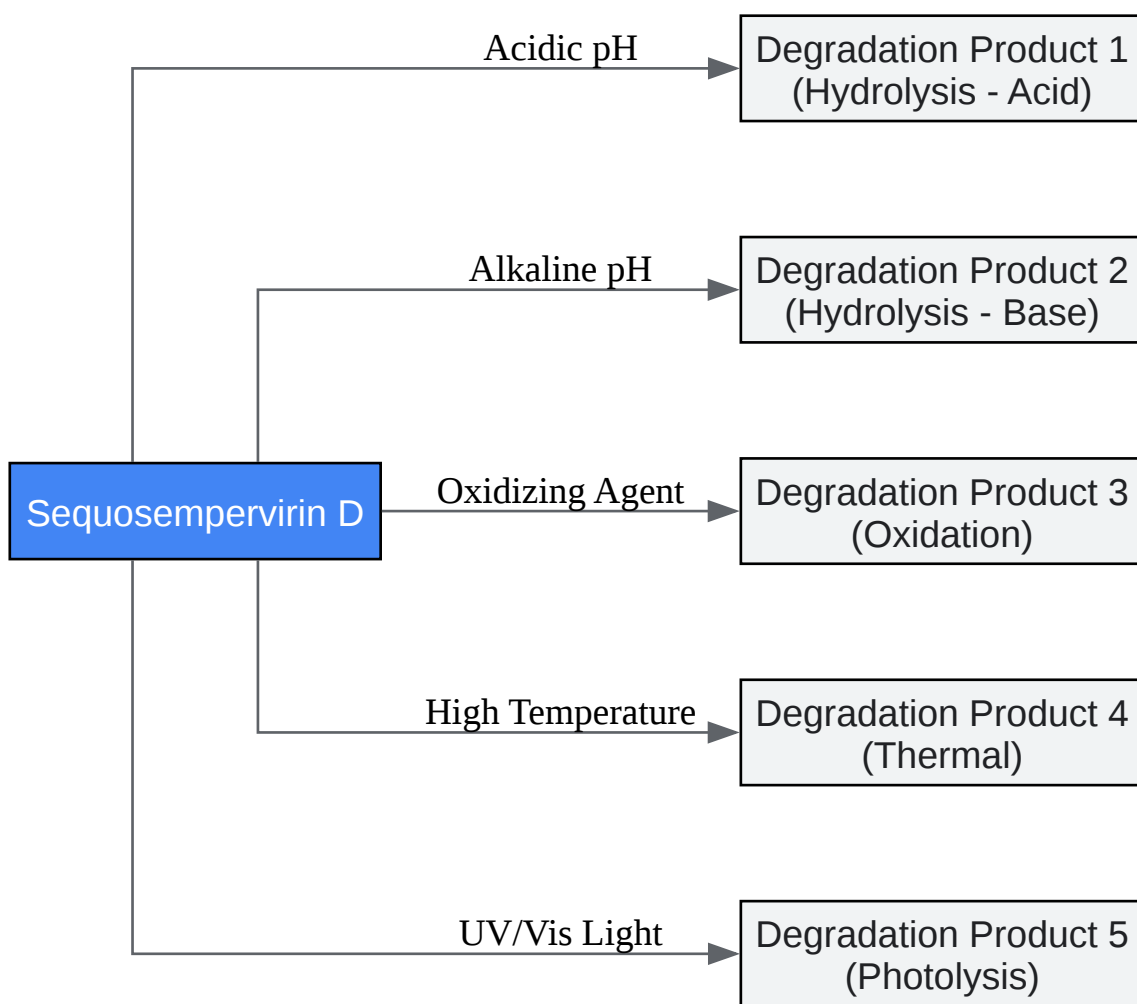 Acidic pH
Degradation Product 1
(Hydrolysis - Acid)
Alkaline pH
Degradation Product 2
(Hydrolysis - Base)
Sequosempervirin D
Oxidizing Agent
Degradation Product 3
(Oxidation)
High Temperature
Degradation Product 4
(Thermal)
UV/Vis Light
Degradation Product 5
(Photolysis)